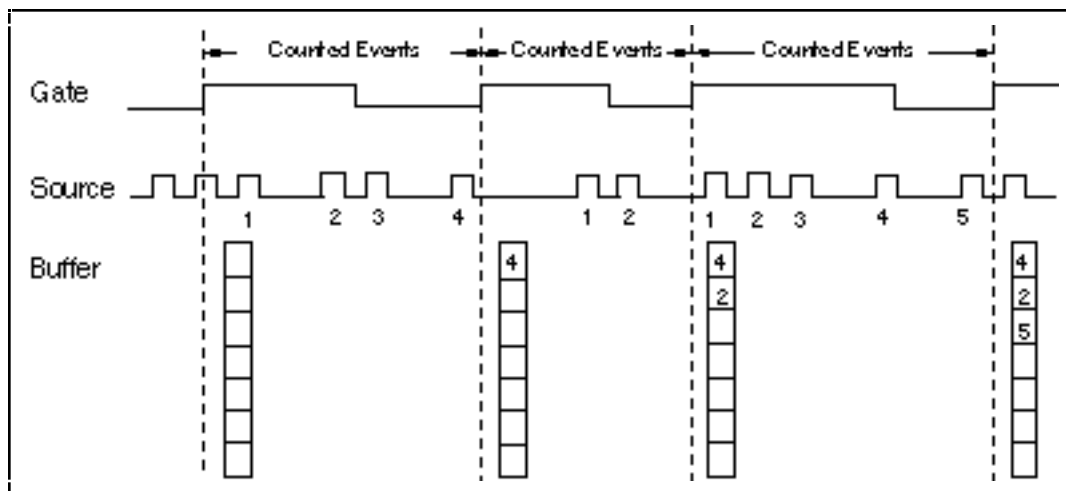 Counted Events Counted Events Counted Events
Gate
Source
1 2 3 4 1 2 1 2 3 4 5
Buffer
4 4 4
2 2
5